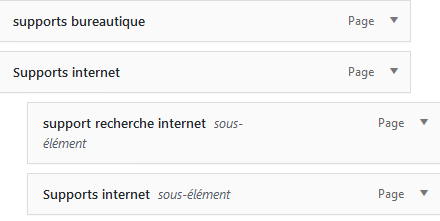 supports bureautique Page
Supports internet Page
support recherche internet sous-
élément Page
Supports internet sous-élément Page